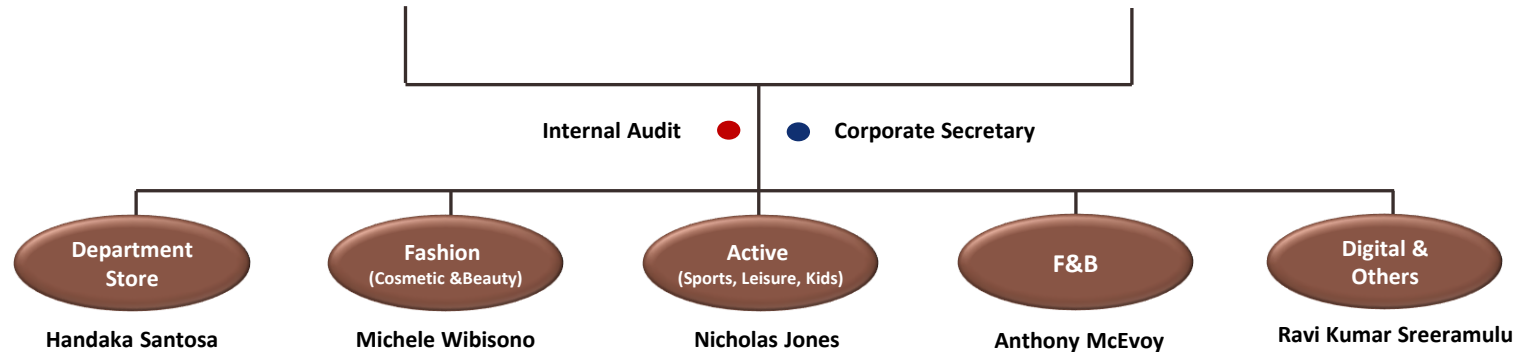 Internal Audit
Corporate Secretary
Department
Store
Fashion
(Cosmetic &Beauty)
Active
(Sports, Leisure, Kids)
F&B
Digital &
Others
Handaka Santosa
Michele Wibisono
Nicholas Jones
Anthony McEvoy
Ravi Kumar Sreeramulu